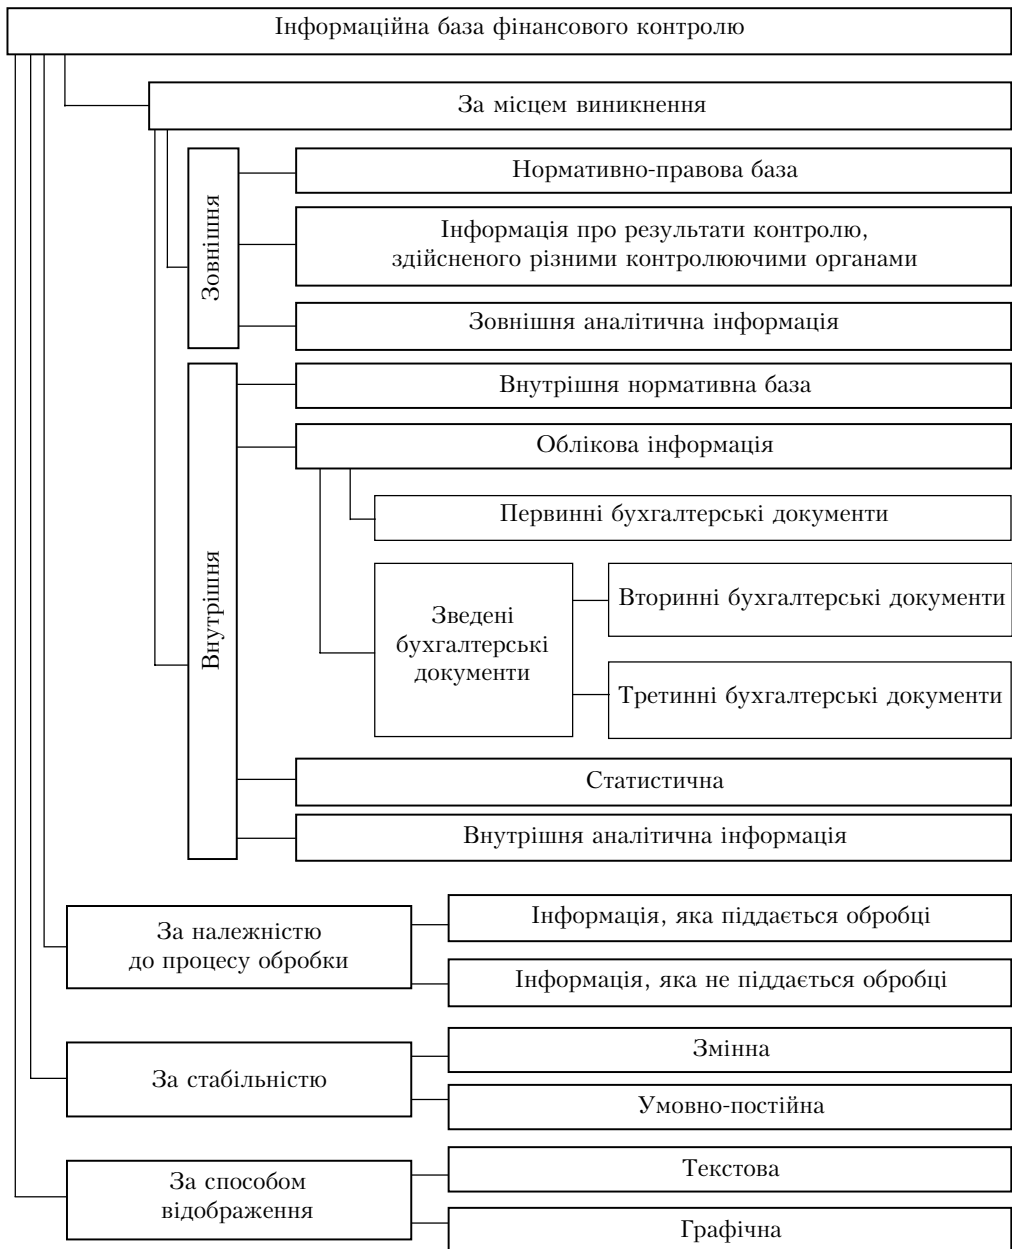 Інформаційна база фінансового контролю
За місцем виникнення
Зовнішня
Нормативно-правова база
Інформація про результати контролю,
здійсненого різними контролюючими органами
Зовнішня аналітична інформація
Внутрішня
Внутрішня нормативна база
Облікова інформація
Первинні бухгалтерські документи
Зведені
бухгалтерські
документи
Вторинні бухгалтерські документи
Третинні бухгалтерські документи
Статистична
Внутрішня аналітична інформація
За належністю
до процесу обробки
Інформація, яка піддається обробці
Інформація, яка не піддається обробці
За стабільністю
Змінна
Умовно-постійна
За способом
відображення
Текстова
Графічна